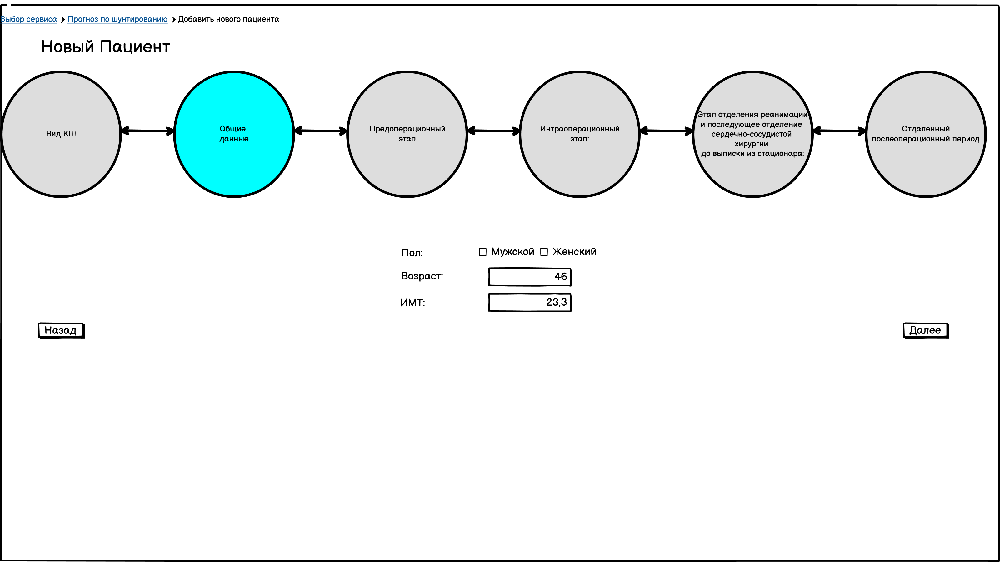 Выбор сервиса > Прогноз по шунтированию > Добавить нового пациента
Новый Пациент
Вид КШ
Общие
данные
Предоперационный
этап
Интраоперационный
этап:
Этап отделения реанимации
и последующее отделение
сердечно-сосудистой
хирургии
до выписки из стационара:
Отдалённый
послеоперационный период
Пол: Мужской Женский
Возраст: 46
ИМТ: 23,3
Назад Далее